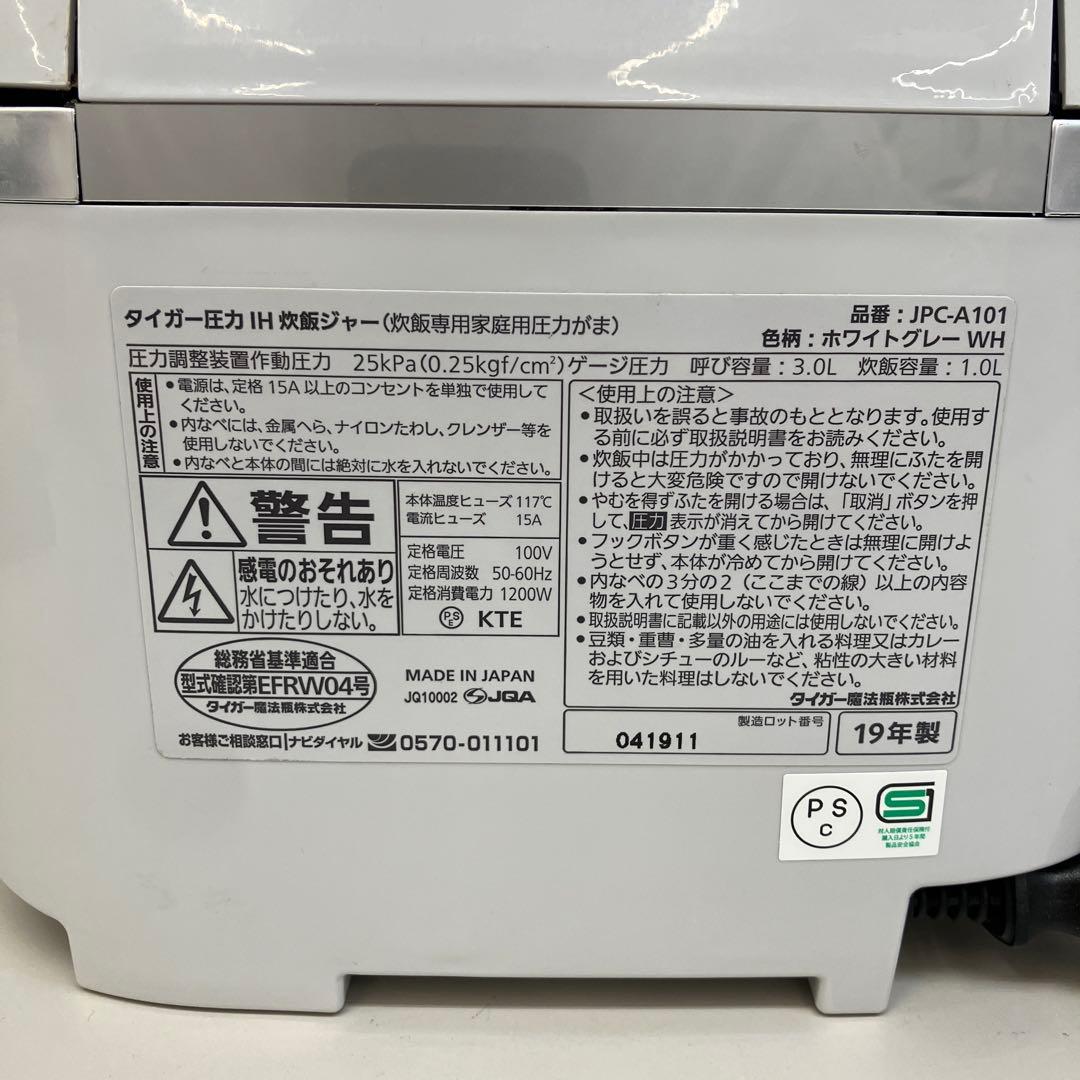 タイガー圧力IH炊飯ジャー(炊飯専用家庭用圧力がま)
品番：JPC-A101
色柄：ホワイトグレーWH
圧力調整装置作動圧力 25kPa(0.25kgf/cm²)ゲージ圧力 呼び容量：3.0L 炊飯容量：1.0L
使用上の注意
●電源は、定格15A以上のコンセントを単独で使用して
ください。
●内なべには、金属へら、ナイロンたわし、クレンザー等を
使用しないでください。
●内なべと本体の間には絶対に水を入れないでください。
警告
感電のおそれあり
水につけたり、水を
かけたりしない。
本体温度ヒューズ 117℃
電流ヒューズ 15A
定格電圧 100V
定格周波数 50-60Hz
定格消費電力 1200W
PSE KTE
総務省基準適合
型式確認第EFRW04号
タイガー魔法瓶株式会社
MADE IN JAPAN
JQ10002 JQA
お客様ご相談窓口 ナビダイヤル 0570-011101
＜使用上の注意＞
●取扱いを誤ると事故のもととなります。使用す
る前に必ず取扱説明書をお読みください。
●炊飯中は圧力がかかっており、無理にふたを開
けると大変危険ですので開けないでください。
●やむを得ずふたを開ける場合は、「取消」ボタンを押
して、圧力表示が消えてから開けてください。
●フックボタンが重く感じたときは無理に開けよ
うとせず、本体が冷めてから開けてください。
●内なべの3分の2（ここまでの線）以上の内容
物を入れて使用しないでください。
●取扱説明書に記載以外の用途には使用しないでください。
●豆類・重曹・多量の油を入れる料理又はカレー
およびシチューのルーなど、粘性の大きい材料
を用いた料理はしないでください。
タイガー魔法瓶株式会社
製造ロット番号
041911
19年製
PS
C
S1
対人賠償責任保険付
購入日より5年間
製品安全協会